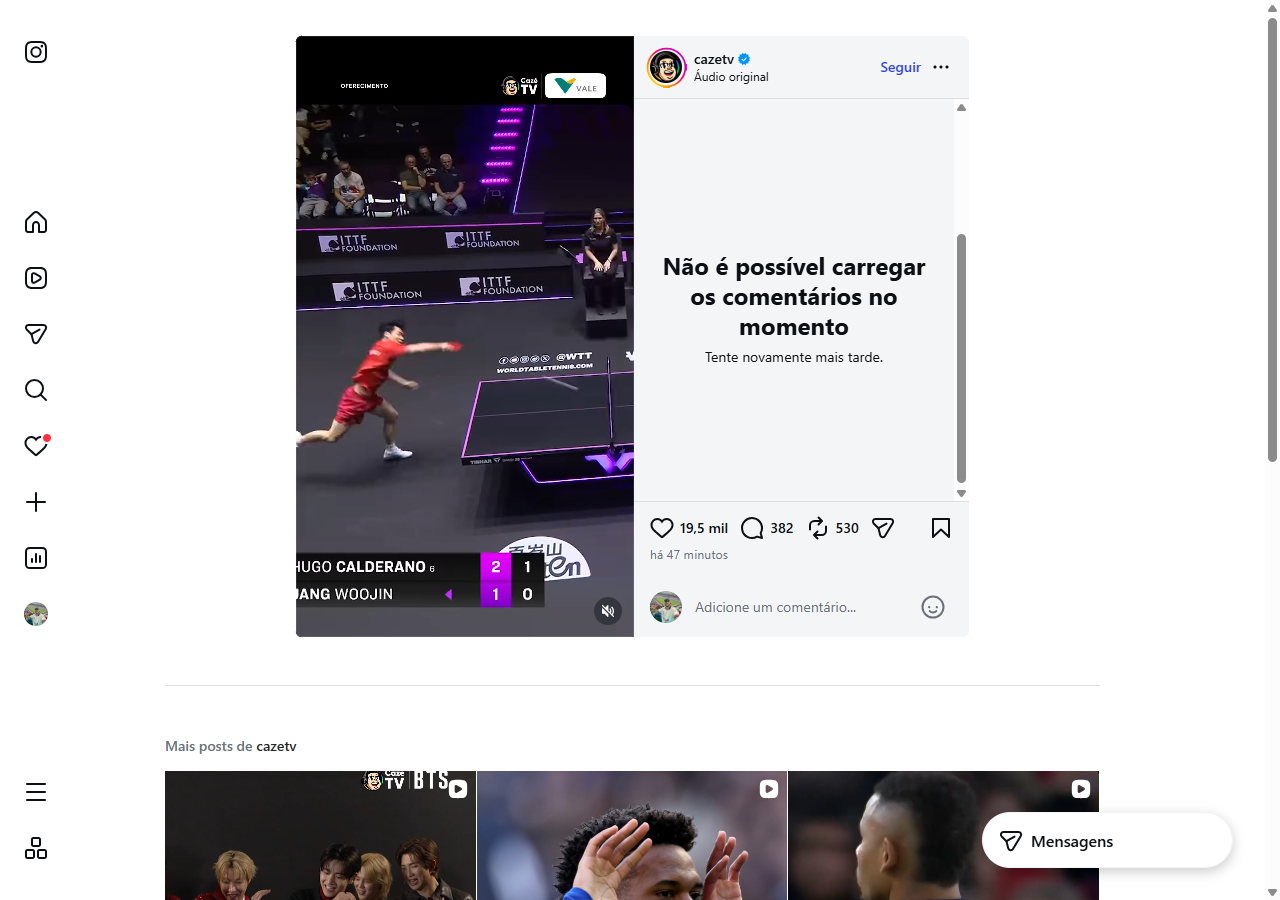 OFERECIMENTO
Cazé
TV
VALE
ITTF
FOUNDATION
ITTF
FOUNDATION
ITTF
FOUNDATION
ITTF
FOUNDATION
@WTT
WORLDTABLETENNIS.COM
TIBHAR
HUGO CALDERANO 6 2 1
JANG WOOJIN 1 0
cazetv
Áudio original
Seguir
Não é possível carregar
os comentários no
momento
Tente novamente mais tarde.
19,5 mil
382
530
há 47 minutos
Adicione um comentário...
Mais posts de cazetv
Cazé
TV
BTS
Mensagens